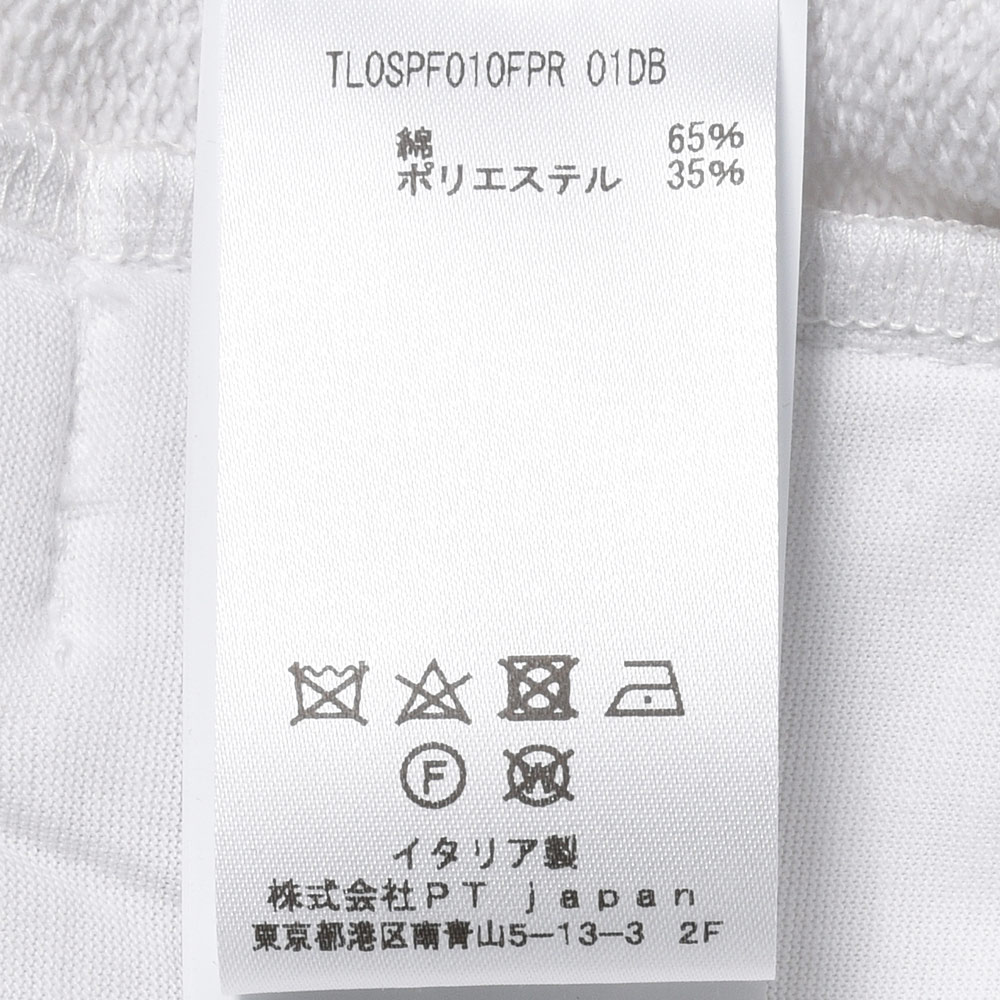 TLOSPF010FPR 01DB
綿 65%
ポリエステル 35%
F W
イタリア製
株式会社PT japan
東京都港区南青山5-13-3 2F